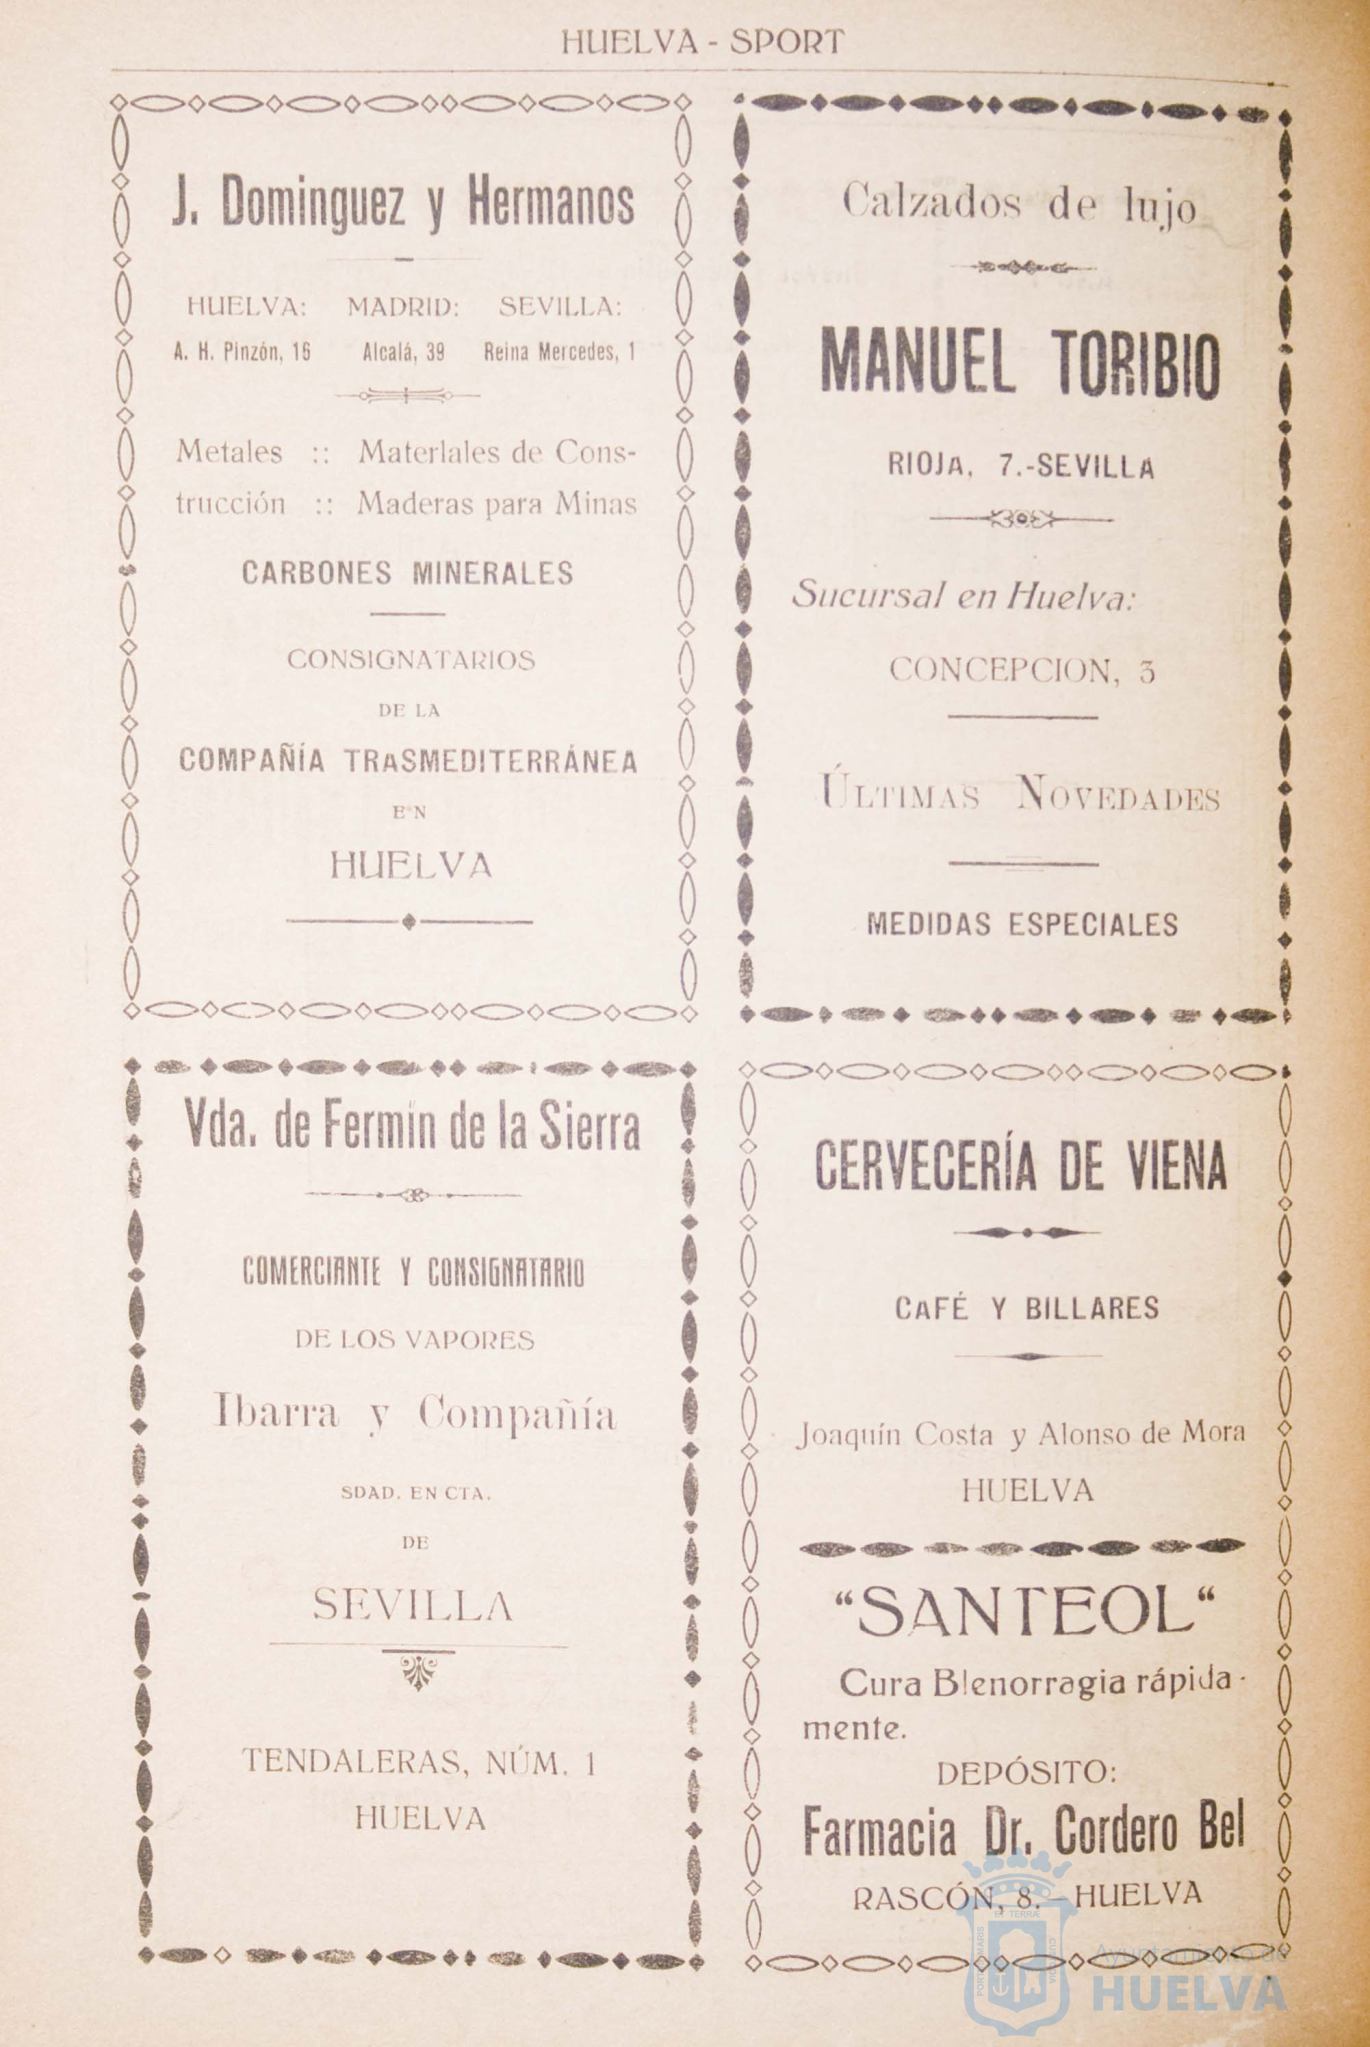 HUELVA - SPORT
J. Dominguez y Hermanos
HUELVA: MADRID: SEVILLA:
A. H. Pinzón, 16 Alcalá, 39 Reina Mercedes, 1
Metales :: Materlales de Cons-
trucción :: Maderas para Minas
CARBONES MINERALES
CONSIGNATARIOS
DE LA
COMPAÑÍA TRASMEDITERRÁNEA
EN
HUELVA
Calzados de lujo
MANUEL TORIBIO
RIOJA, 7.-SEVILLA
Sucursal en Huelva:
CONCEPCION, 3
ÚLTIMAS NOVEDADES
MEDIDAS ESPECIALES
Vda. de Fermín de la Sierra
COMERCIANTE Y CONSIGNATARIO
DE LOS VAPORES
Ibarra y Compañía
SDAD. EN CTA.
DE
SEVILLA
TENDALERAS, NÚM. 1
HUELVA
CERVECERÍA DE VIENA
CAFÉ Y BILLARES
Joaquín Costa y Alonso de Mora
HUELVA
“SANTEOL“
Cura Blenorragia rápida-
mente.
DEPÓSITO:
Farmacia Dr. Cordero Bel
RASCÓN, 8.—HUELVA
Ayuntamiento de
HUELVA